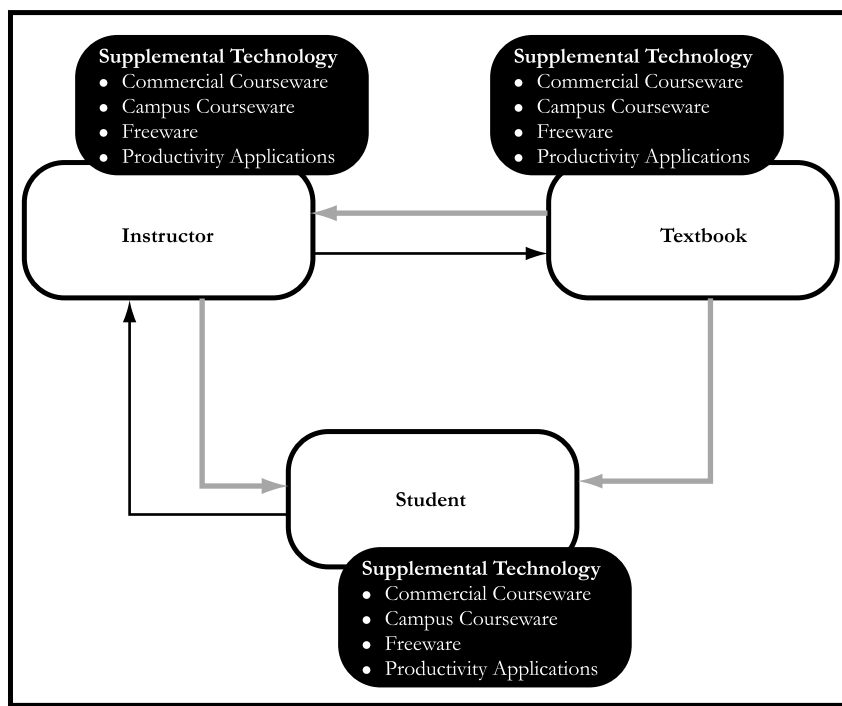 Supplemental Technology
● Commercial Courseware
● Campus Courseware
● Freeware
● Productivity Applications
Instructor
Supplemental Technology
● Commercial Courseware
● Campus Courseware
● Freeware
● Productivity Applications
Textbook
Student
Supplemental Technology
● Commercial Courseware
● Campus Courseware
● Freeware
● Productivity Applications